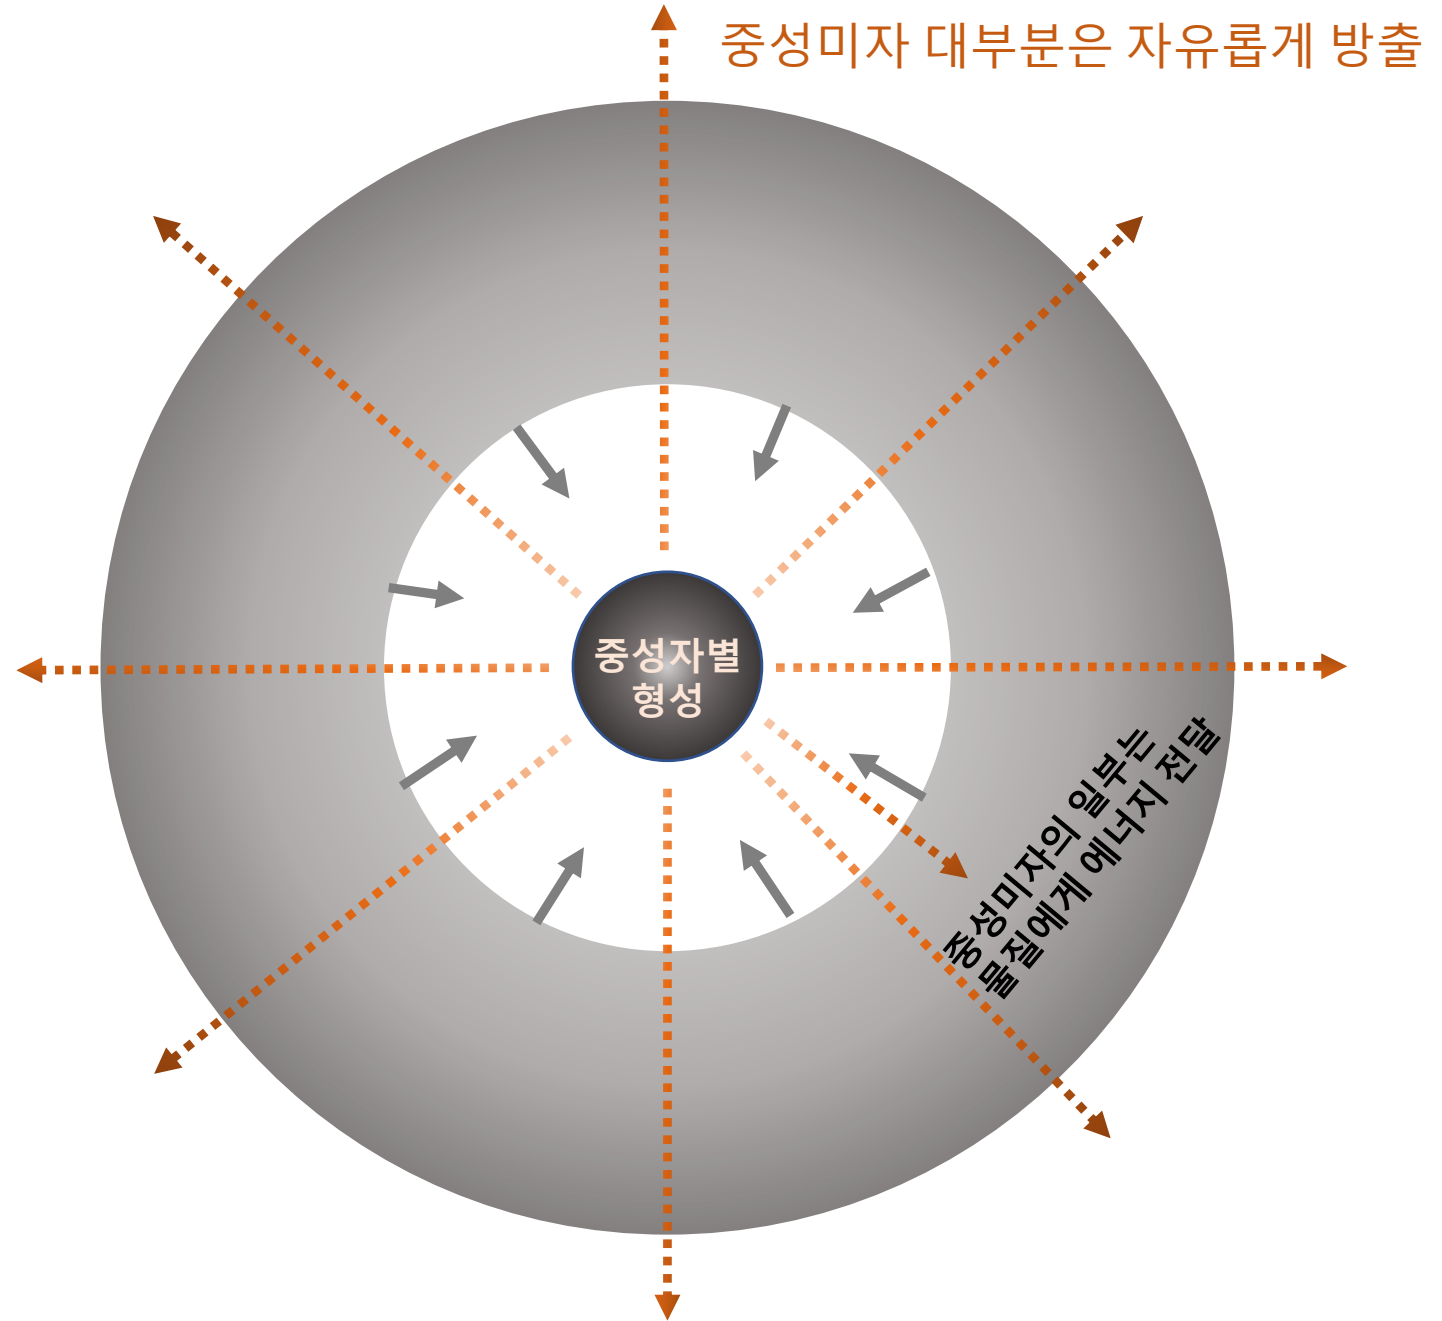 중성미자 대부분은 자유롭게 방출
중성자별
형성
중성미자의 일부는
물질에게 에너지 전달